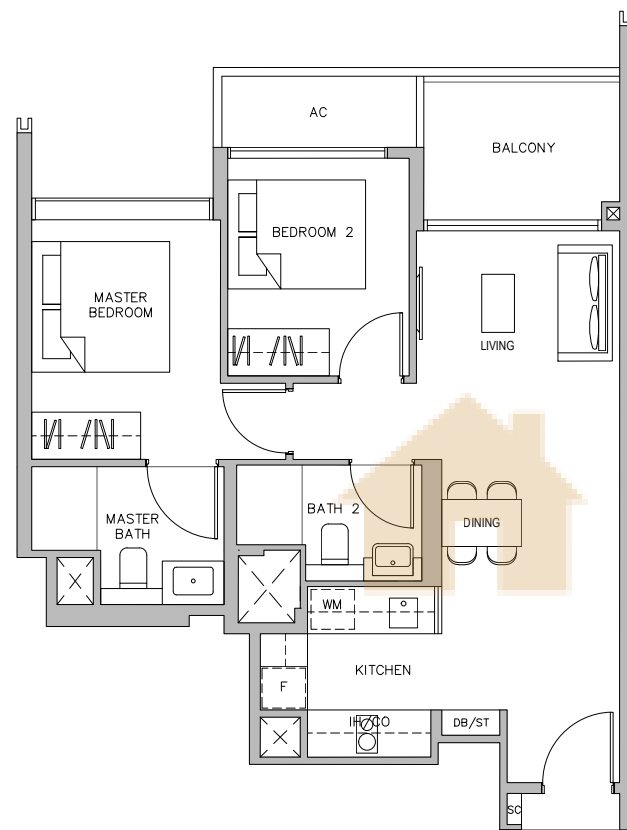 AC
BALCONY
BEDROOM 2
MASTER
BEDROOM
LIVING
BATH 2
MASTER
BATH
DINING
WM
KITCHEN
F
IH/CO
DB/ST
SC